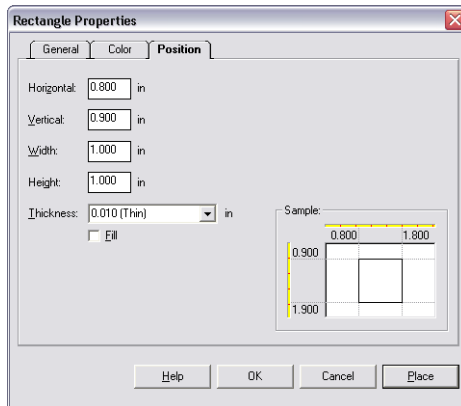 Rectangle Properties
General Color Position
Horizontal: 0.800 in
Vertical: 0.900 in
Width: 1.000 in
Height: 1.000 in
Thickness: 0.010 (Thin) in
Fill
Sample:
0.800 1.800
0.900
1.900
Help OK Cancel Place